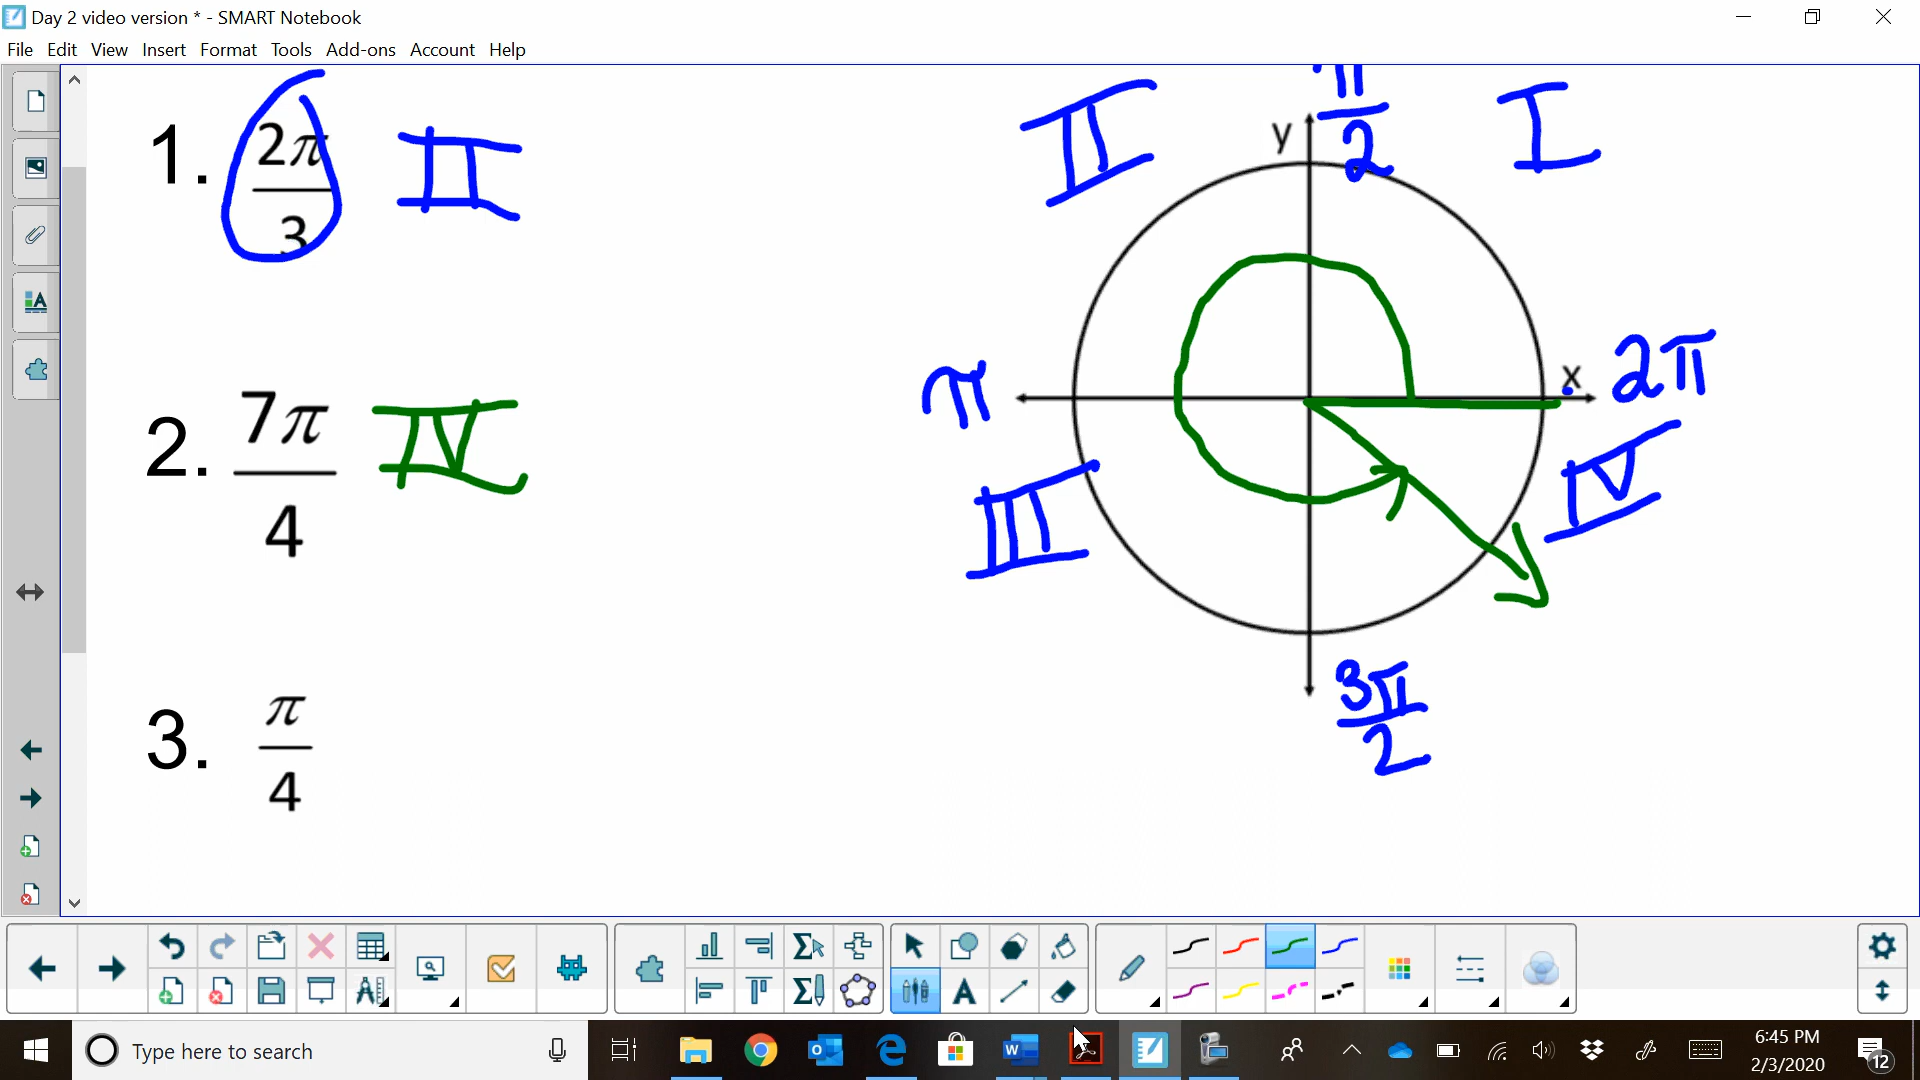 Day 2 video version * - SMART Notebook
File Edit View Insert Format Tools Add-ons Account Help
1. 2π/3 II
II π/2 I
y
2. 7π/4 IV
π x 2π
III IV
3π/2
3. π/4
Type here to search
6:45 PM
2/3/2020
12